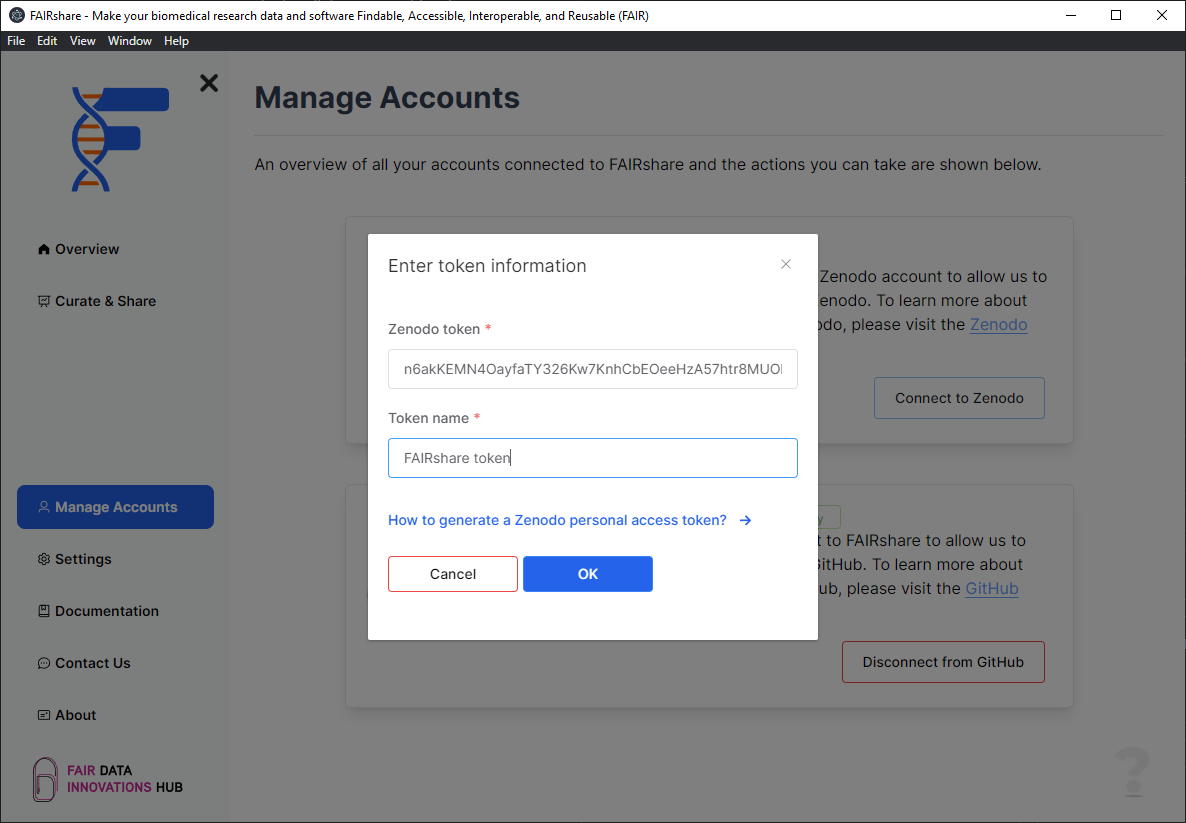 FAIRshare - Make your biomedical research data and software Findable, Accessible, Interoperable, and Reusable (FAIR)
File Edit View Window Help
Overview
Curate & Share
Manage Accounts
Settings
Documentation
Contact Us
About
FAIR DATA
INNOVATIONS HUB
Manage Accounts
An overview of all your accounts connected to FAIRshare and the actions you can take are shown below.
Zenodo account to allow us to
enodo. To learn more about
do, please visit the Zenodo
Connect to Zenodo
t to FAIRshare to allow us to
GitHub. To learn more about
ub, please visit the GitHub
Disconnect from GitHub
Enter token information
Zenodo token *
n6akKEMN4OayfaTY326Kw7KnhCbEOeeHzA57htr8MUO
Token name *
FAIRshare token
How to generate a Zenodo personal access token? →
Cancel OK